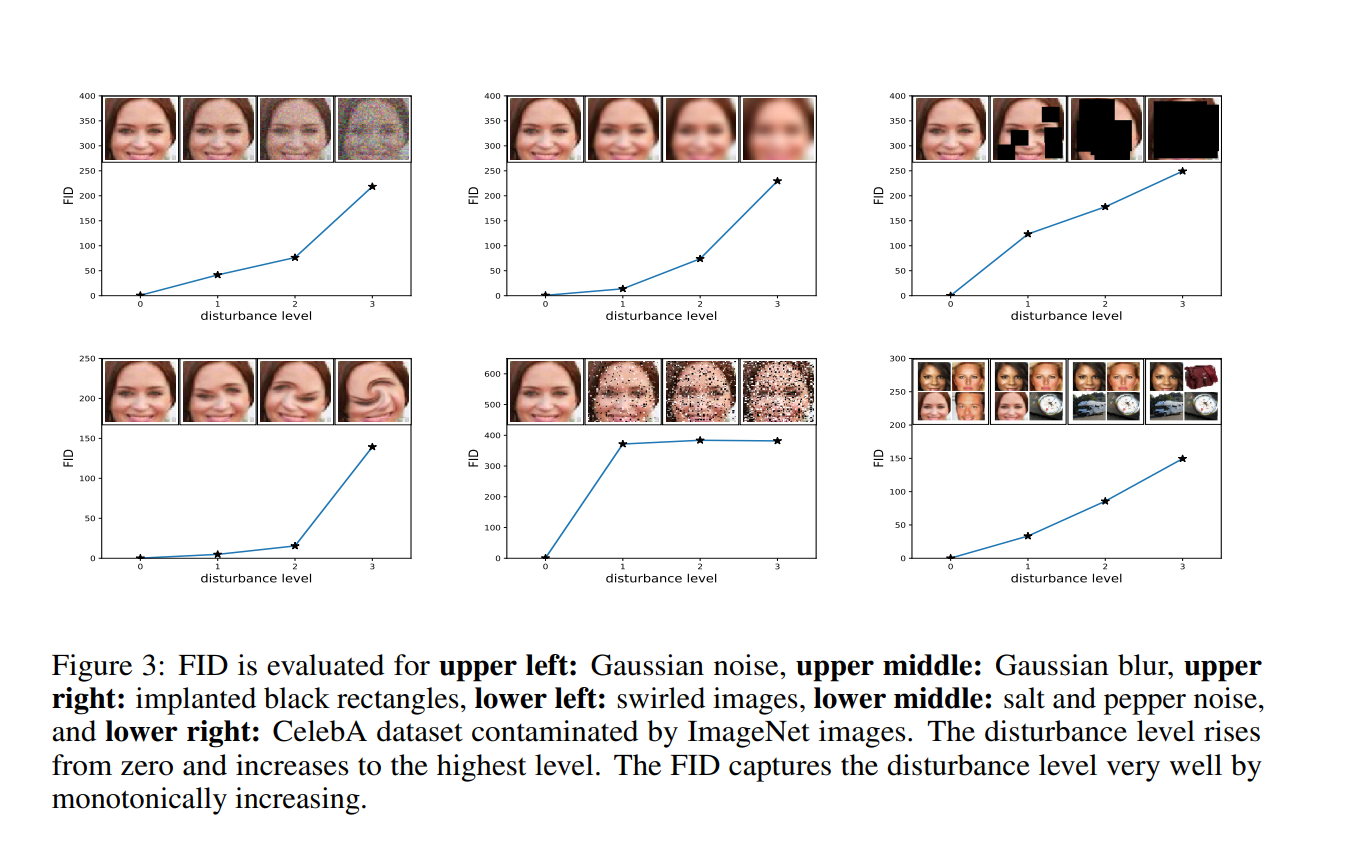 400
350
300
250
200
150
100
50
0
FID
0 1 2 3
disturbance level
400
350
300
250
200
150
100
50
0
FID
0 1 2 3
disturbance level
400
350
300
250
200
150
100
50
0
FID
0 1 2 3
disturbance level
250
200
150
100
50
0
FID
0 1 2 3
disturbance level
600
500
400
300
200
100
0
FID
0 1 2 3
disturbance level
300
250
200
150
100
50
0
FID
0 1 2 3
disturbance level
Figure 3: FID is evaluated for upper left: Gaussian noise, upper middle: Gaussian blur, upper
right: implanted black rectangles, lower left: swirled images, lower middle: salt and pepper noise,
and lower right: CelebA dataset contaminated by ImageNet images. The disturbance level rises
from zero and increases to the highest level. The FID captures the disturbance level very well by
monotonically increasing.